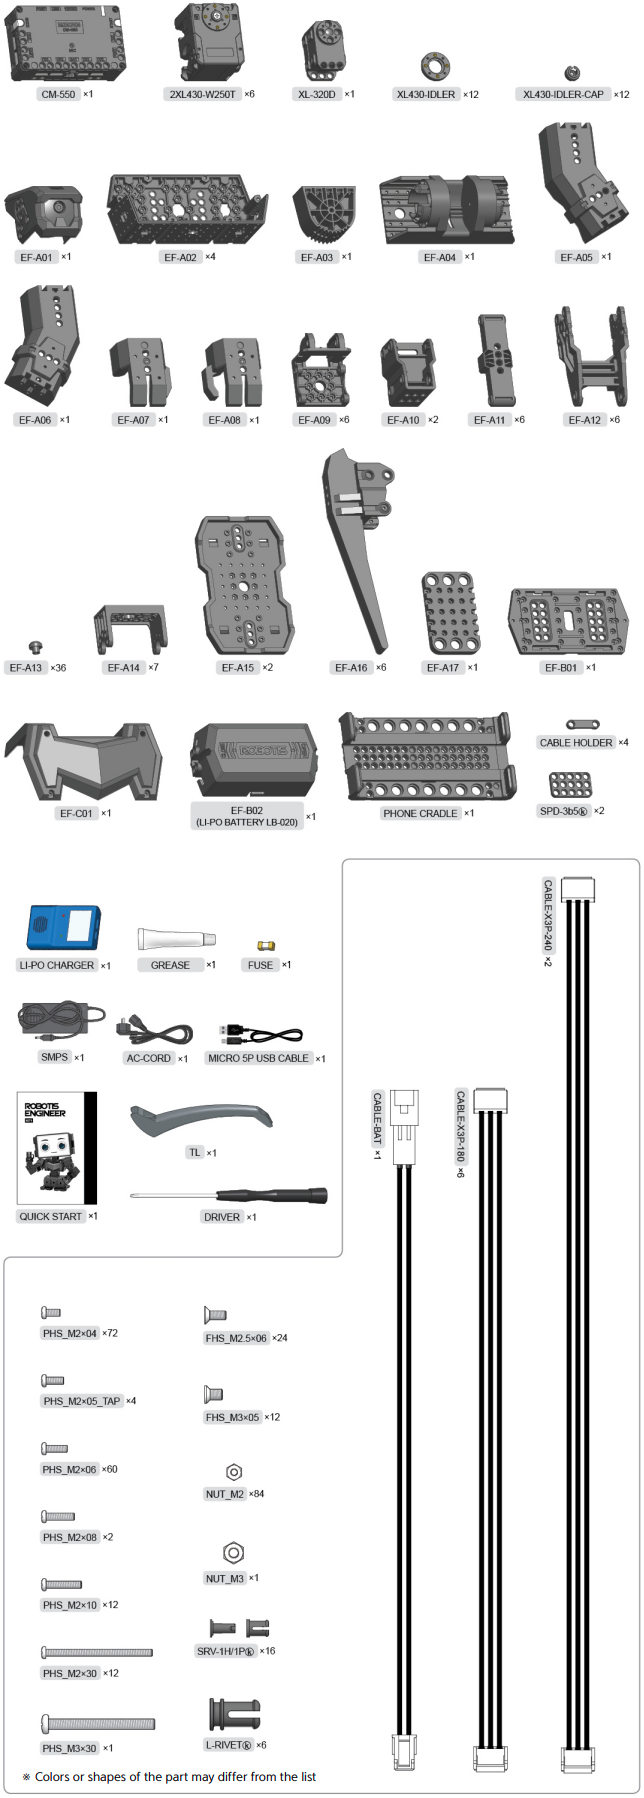 CM-550 ×1
2XL430-W250T ×6
XL-320D ×1
XL430-IDLER ×12
XL430-IDLER-CAP ×12
EF-A01 ×1
EF-A02 ×4
EF-A03 ×1
EF-A04 ×1
EF-A05 ×1
EF-A06 ×1
EF-A07 ×1
EF-A08 ×1
EF-A09 ×6
EF-A10 ×2
EF-A11 ×6
EF-A12 ×6
EF-A13 ×36
EF-A14 ×7
EF-A15 ×2
EF-A16 ×6
EF-A17 ×1
EF-B01 ×1
ROBOTIS
EF-C01 ×1
EF-B02
(LI-PO BATTERY LB-020) ×1
PHONE CRADLE ×1
CABLE HOLDER ×4
SPD-3b5ⓚ ×2
LI-PO CHARGER ×1
GREASE ×1
FUSE ×1
SMPS ×1
AC-CORD ×1
MICRO 5P USB CABLE ×1
ROBOTIS
ENGINEER
KIT1
QUICK START ×1
TL ×1
DRIVER ×1
CABLE-BAT ×1
CABLE-X3P-180 ×6
CABLE-X3P-240 ×2
PHS_M2×04 ×72
PHS_M2×05_TAP ×4
PHS_M2×06 ×60
PHS_M2×08 ×2
PHS_M2×10 ×12
PHS_M2×30 ×12
PHS_M3×30 ×1
FHS_M2.5×06 ×24
FHS_M3×05 ×12
NUT_M2 ×84
NUT_M3 ×1
SRV-1H/1Pⓚ ×16
L-RIVETⓚ ×6
※ Colors or shapes of the part may differ from the list